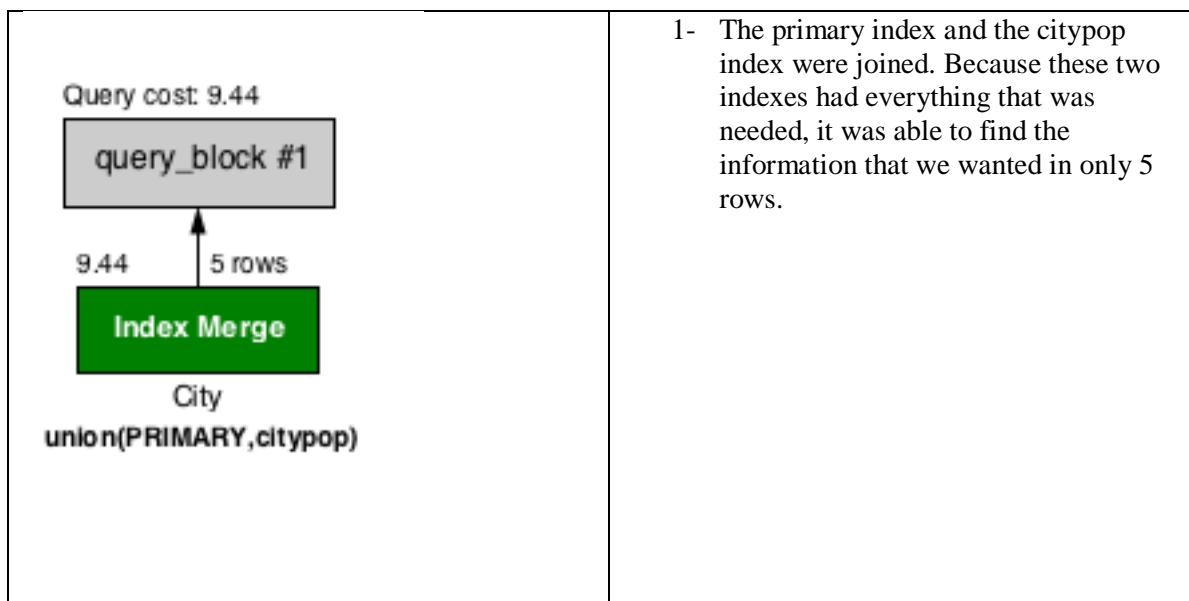 Query cost: 9.44
query_block #1
9.44
5 rows
Index Merge
City
union(PRIMARY,citypop)
1- The primary index and the citypop
index were joined. Because these two
indexes had everything that was
needed, it was able to find the
information that we wanted in only 5
rows.